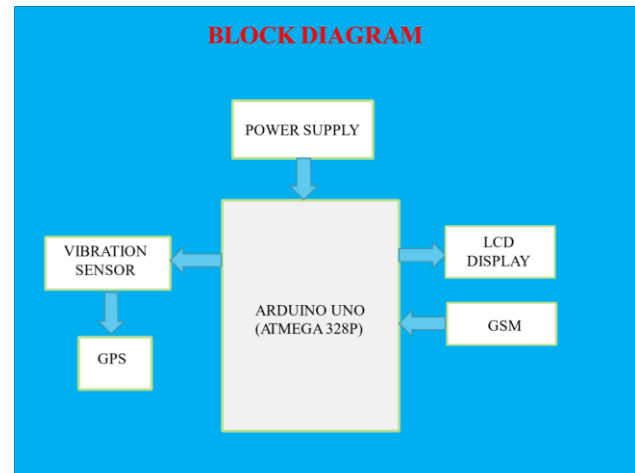 BLOCK DIAGRAM
POWER SUPPLY
VIBRATION
SENSOR
LCD
DISPLAY
ARDUINO UNO
(ATMEGA 328P)
GSM
GPS